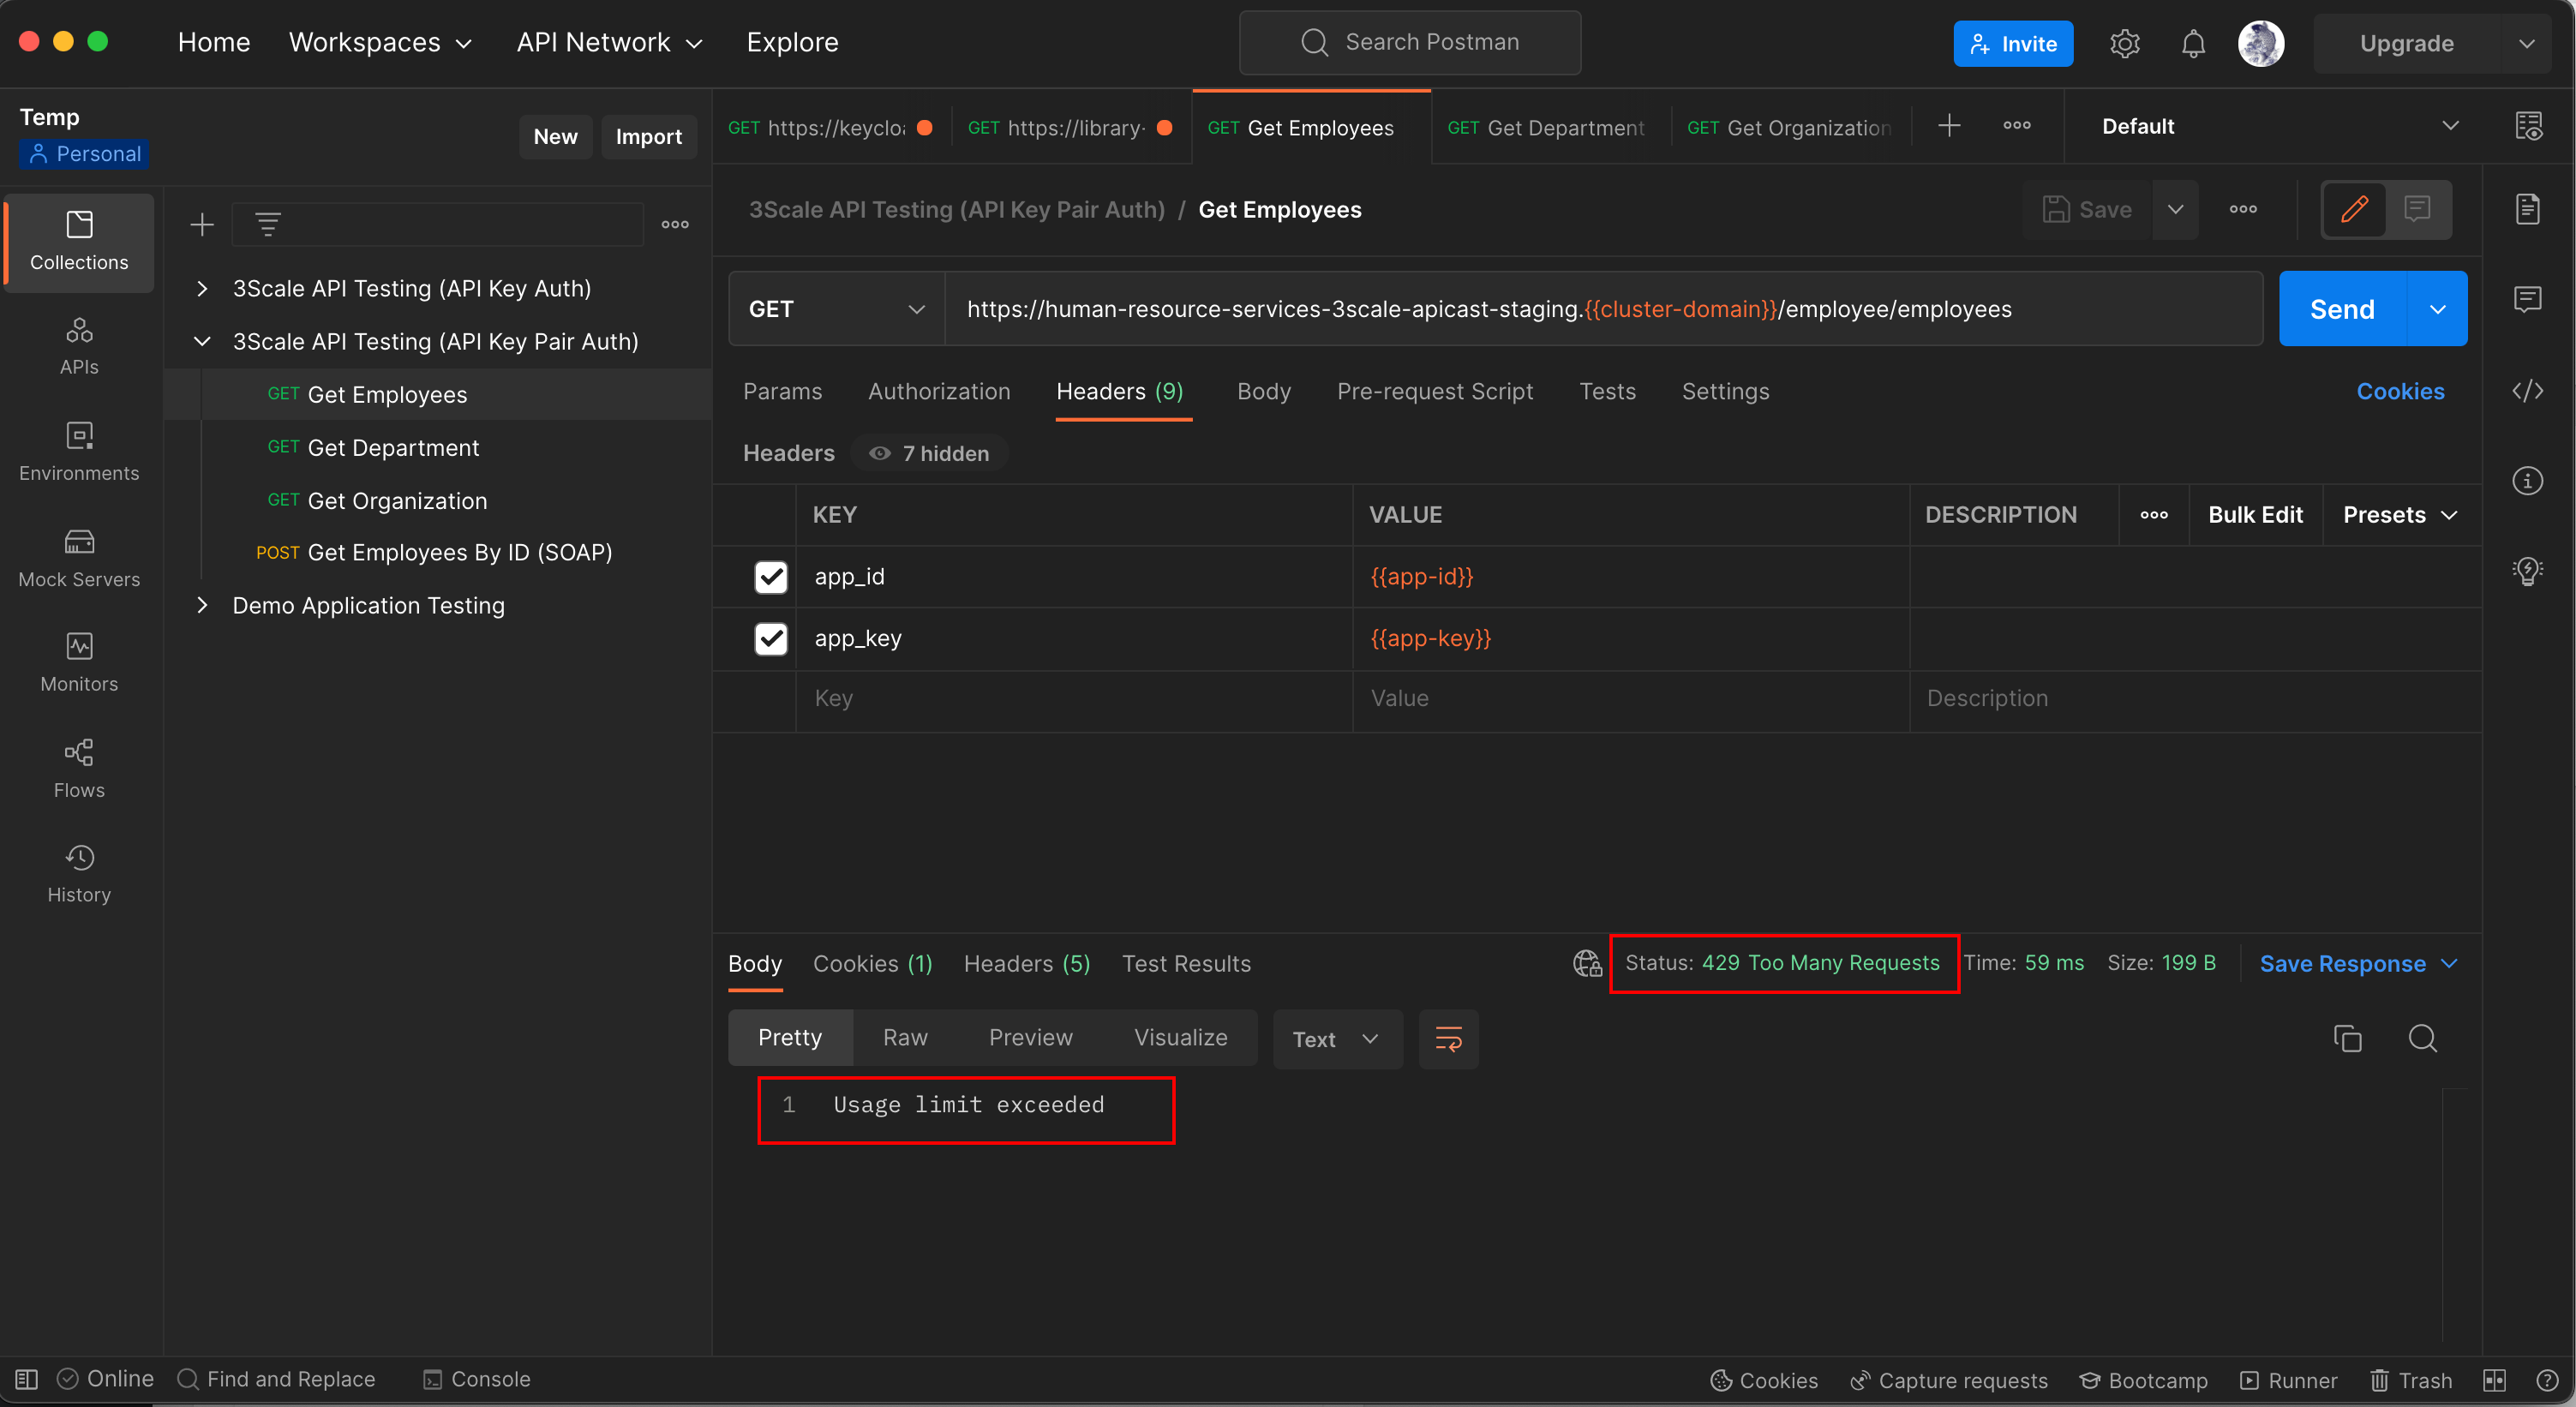 Home Workspaces API Network Explore Search Postman Invite Upgrade
Temp
Personal
New Import
GET https://keycloa GET https://library- GET Get Employees GET Get Department GET Get Organization Default
3Scale API Testing (API Key Pair Auth) / Get Employees Save
Collections
APIs
Environments
Mock Servers
Monitors
Flows
History
3Scale API Testing (API Key Auth)
3Scale API Testing (API Key Pair Auth)
GET Get Employees
GET Get Department
GET Get Organization
POST Get Employees By ID (SOAP)
Demo Application Testing
GET https://human-resource-services-3scale-apicast-staging.{{cluster-domain}}/employee/employees Send
Params Authorization Headers (9) Body Pre-request Script Tests Settings Cookies
Headers 7 hidden
KEY VALUE DESCRIPTION Bulk Edit Presets
app_id {{app-id}}
app_key {{app-key}}
Key Value Description
Body Cookies (1) Headers (5) Test Results Status: 429 Too Many Requests Time: 59 ms Size: 199 B Save Response
Pretty Raw Preview Visualize Text
1 Usage limit exceeded
Online Find and Replace Console Cookies Capture requests Bootcamp Runner Trash